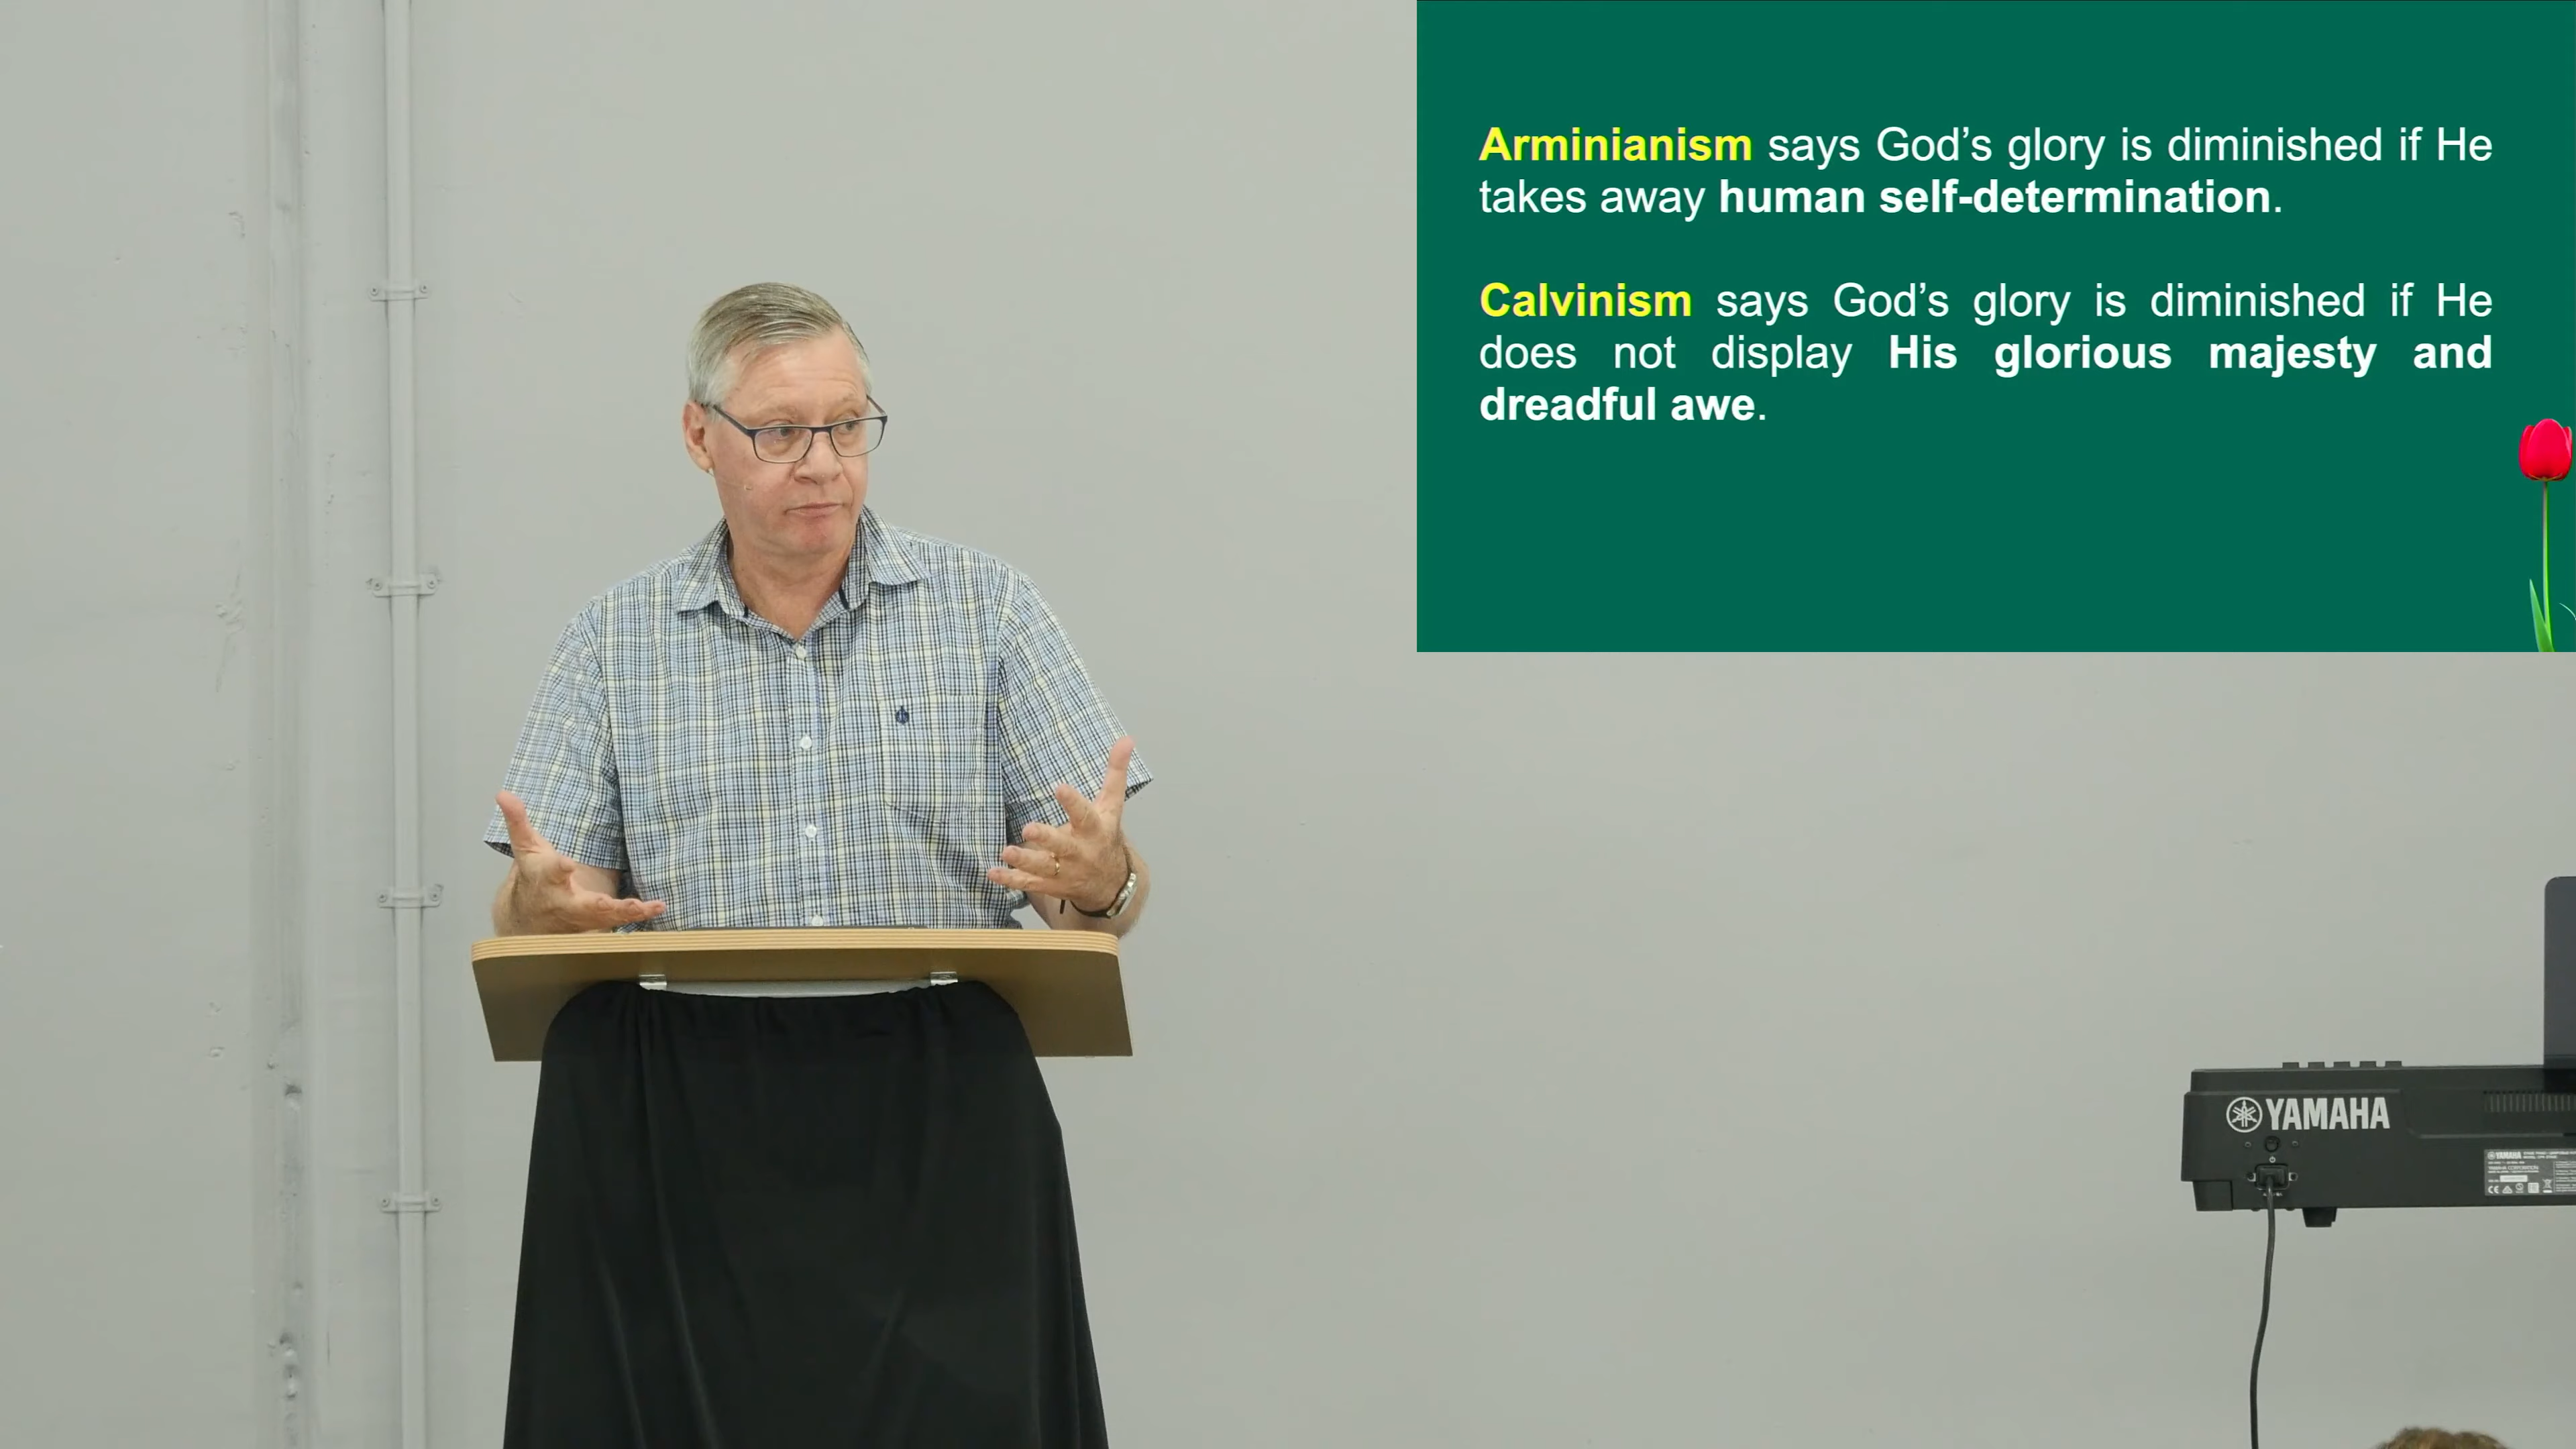 Arminianism says God’s glory is diminished if He
takes away human self-determination.
Calvinism says God’s glory is diminished if He
does not display His glorious majesty and
dreadful awe.
YAMAHA
YAMAHA